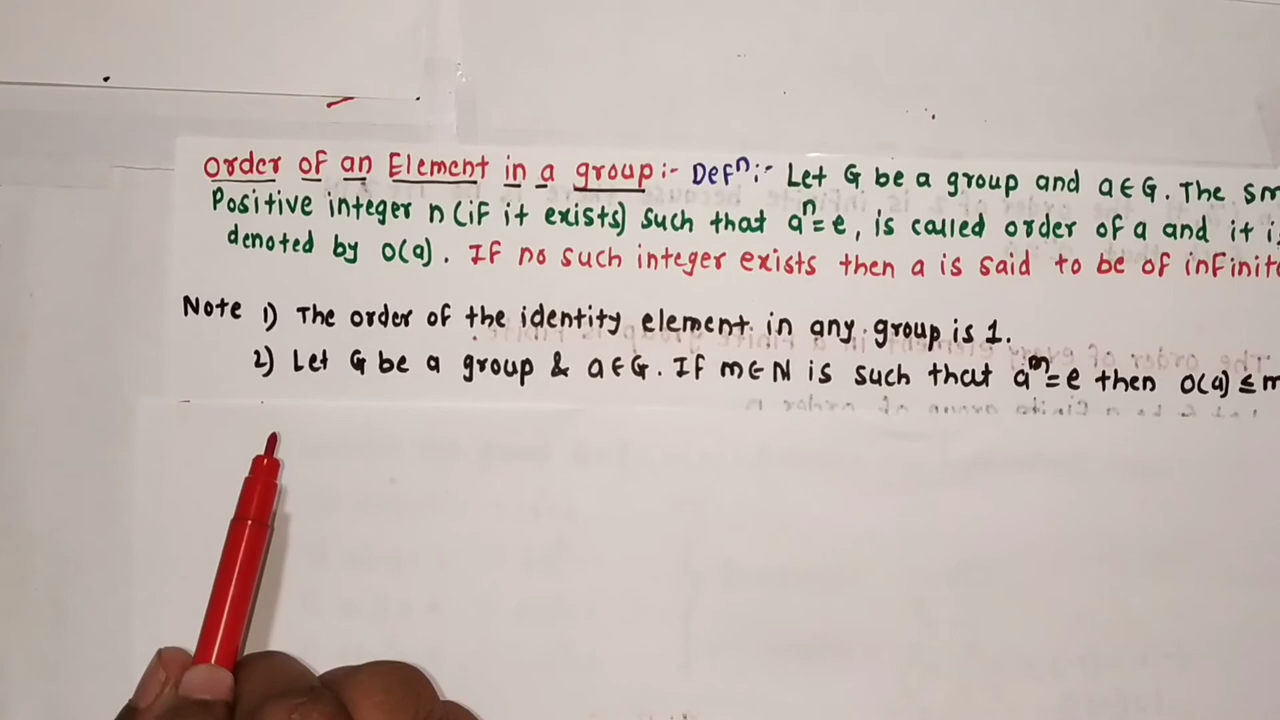 Order of an Element in a group :- Defⁿ :- Let G be a group and a∈G. The sm
Positive integer n (if it exists) such that aⁿ=e, is called order of a and it i
denoted by o(a). If no such integer exists then a is said to be of infinit
Note 1) The order of the identity element in any group is 1.
2) Let G be a group & a∈G. If m∈N is such that aᵐ=e then o(a) ≤ m